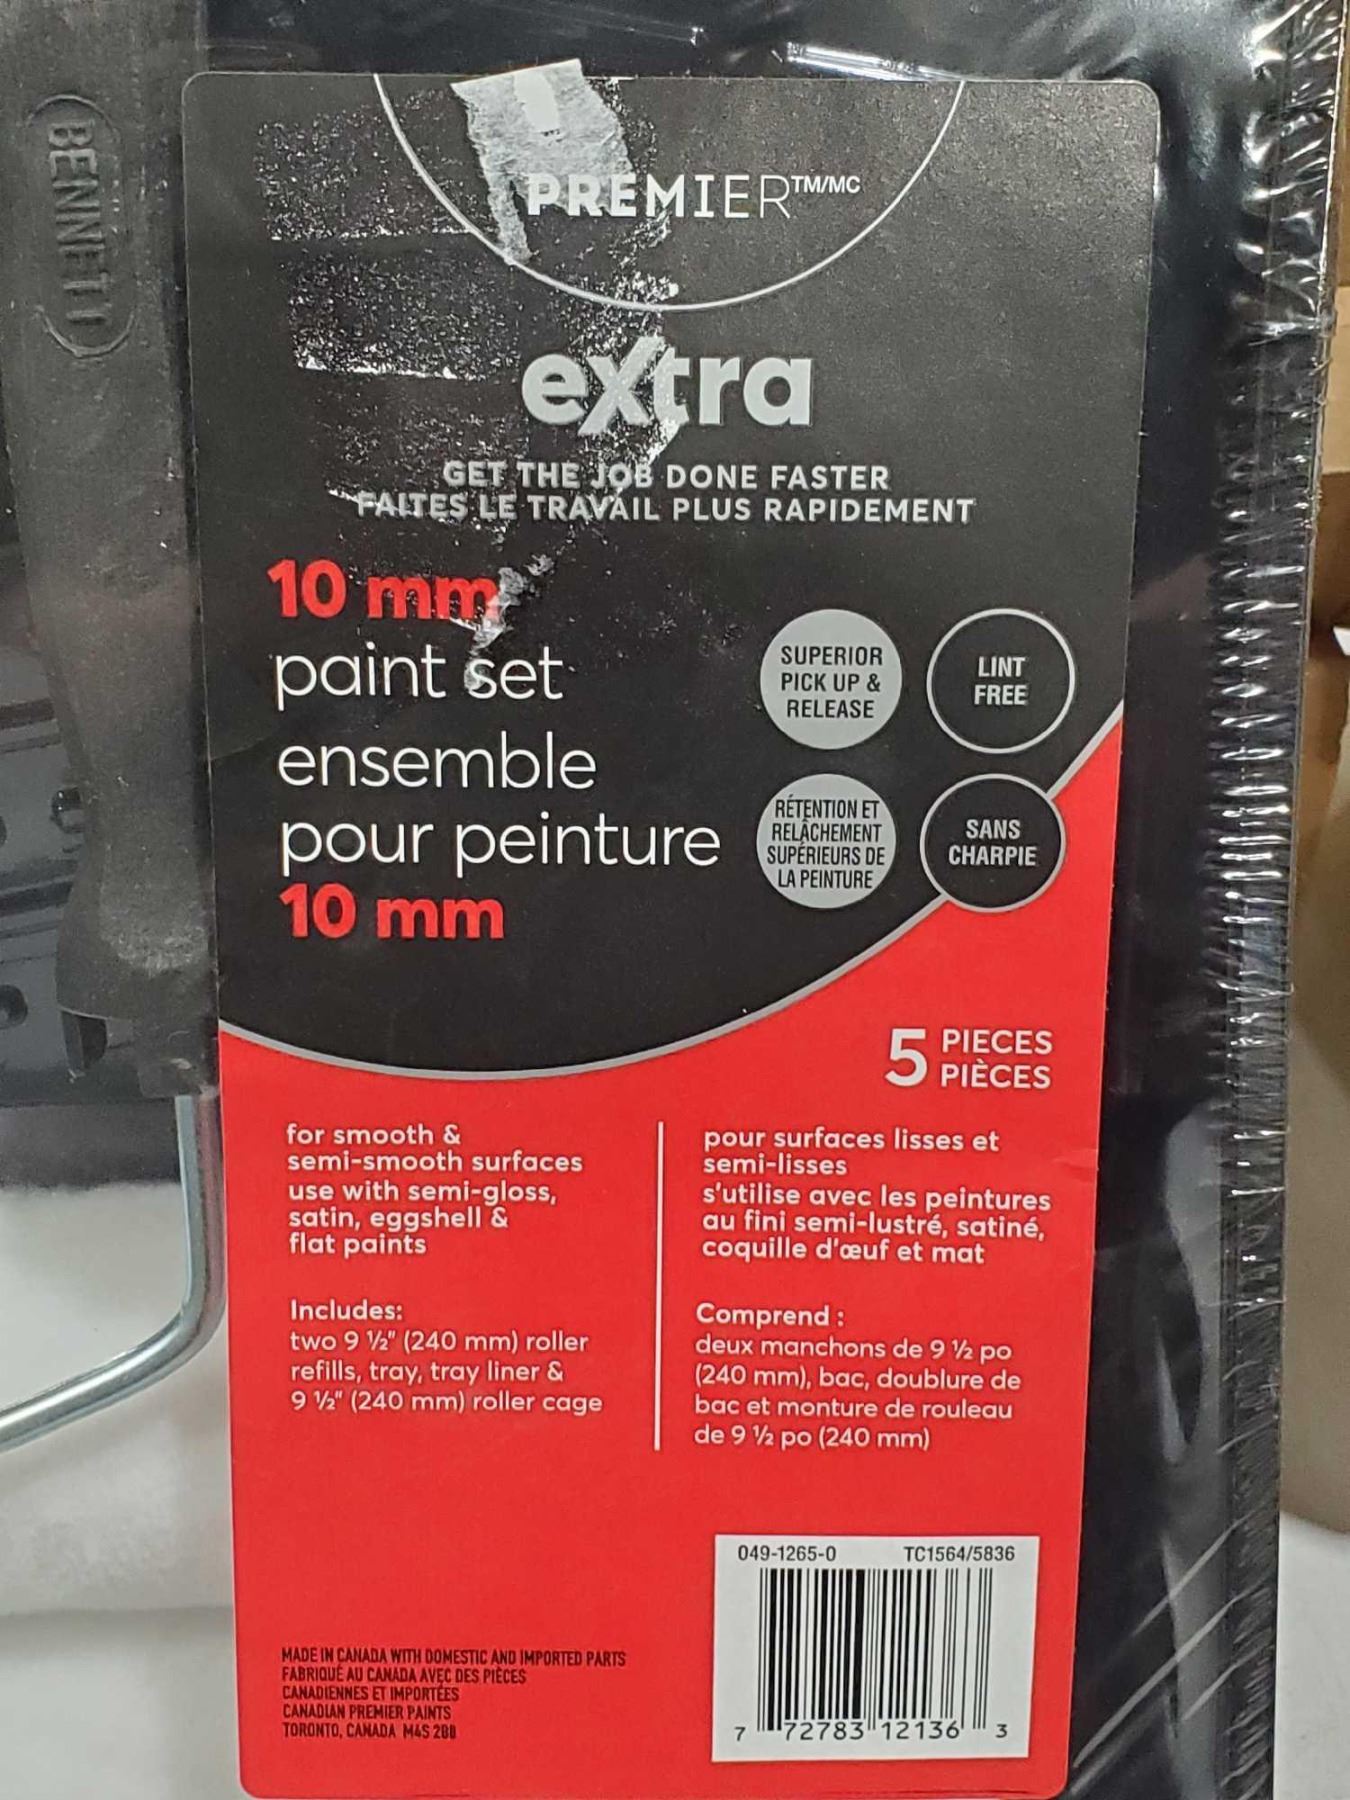 BENNETT
PREMIER™/MC
extra
GET THE JOB DONE FASTER
FAITES LE TRAVAIL PLUS RAPIDEMENT
10 mm
paint set
ensemble
pour peinture
10 mm
SUPERIOR
PICK UP &
RELEASE
LINT
FREE
RÉTENTION ET
RELÂCHEMENT
SUPÉRIEURS DE
LA PEINTURE
SANS
CHARPIE
5 PIECES
PIÈCES
for smooth &
semi-smooth surfaces
use with semi-gloss,
satin, eggshell &
flat paints
Includes:
two 9 ½" (240 mm) roller
refills, tray, tray liner &
9 ½" (240 mm) roller cage
pour surfaces lisses et
semi-lisses
s'utilise avec les peintures
au fini semi-lustré, satiné,
coquille d'œuf et mat
Comprend :
deux manchons de 9 ½ po
(240 mm), bac, doublure de
bac et monture de rouleau
de 9 ½ po (240 mm)
MADE IN CANADA WITH DOMESTIC AND IMPORTED PARTS
FABRIQUÉ AU CANADA AVEC DES PIÈCES
CANADIENNES ET IMPORTÉES
CANADIAN PREMIER PAINTS
TORONTO, CANADA M4S 2B8
049-1265-0 TC1564/5836
7 72783 12136 3